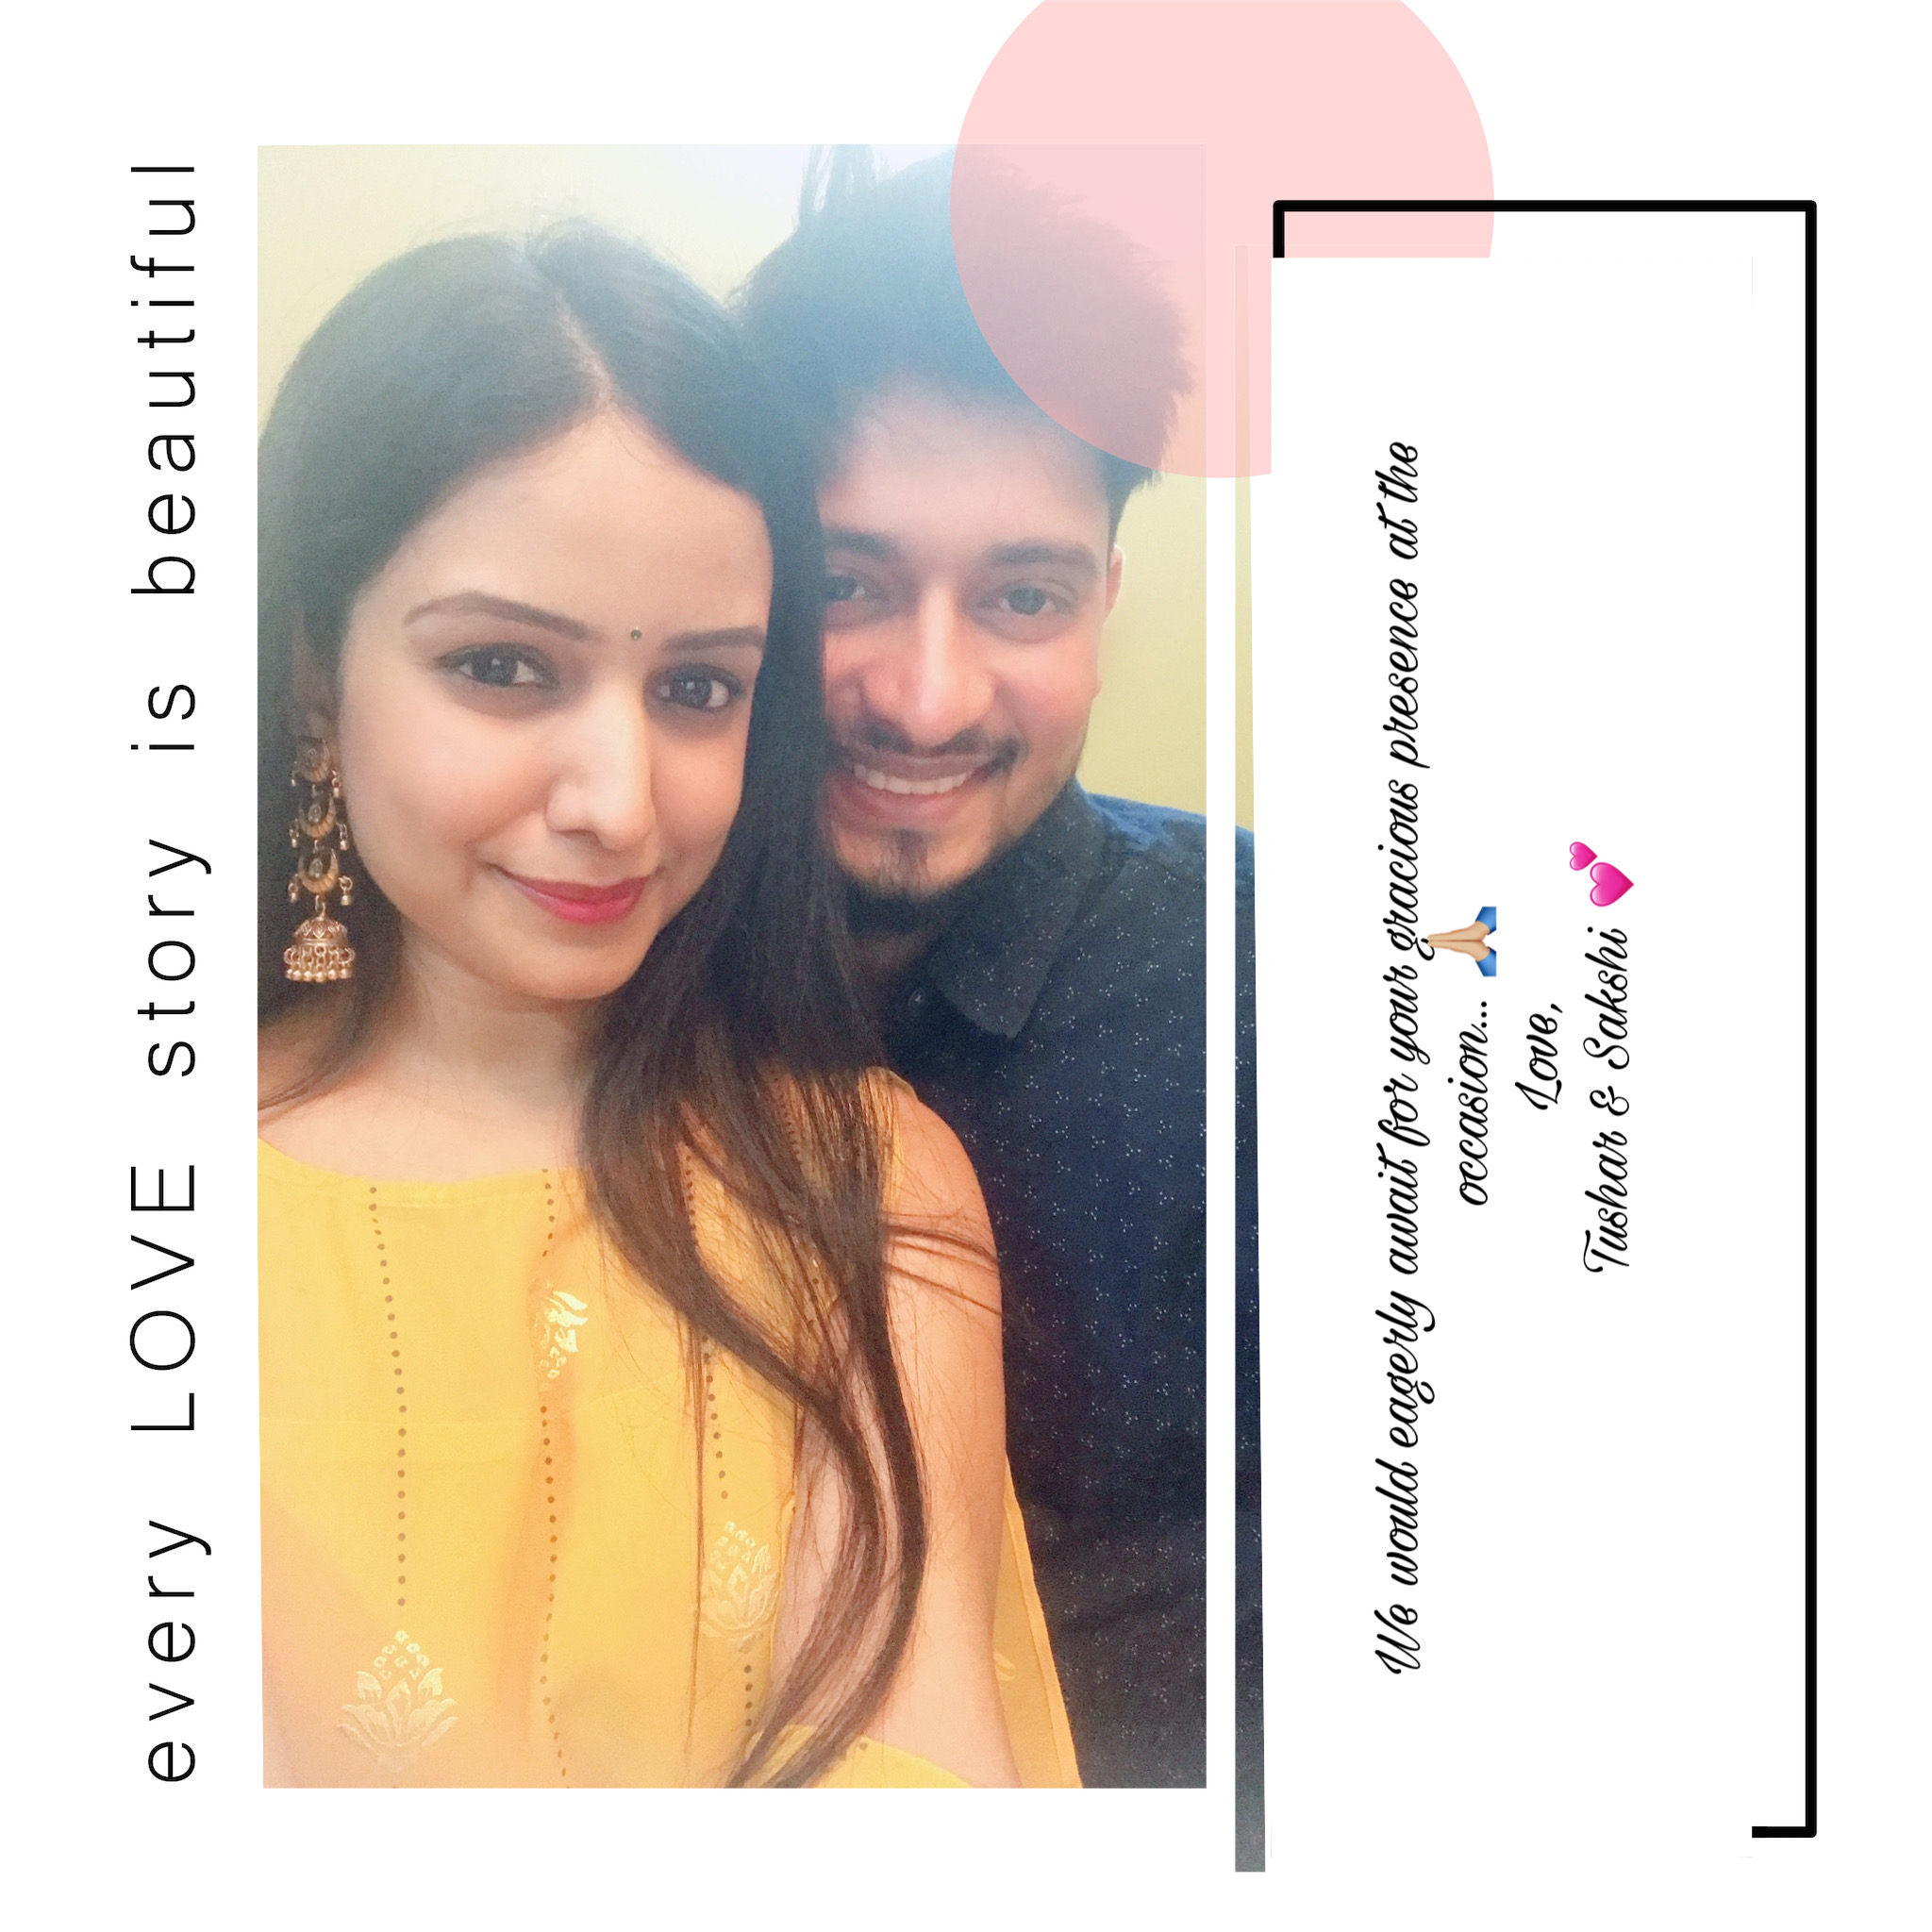 every LOVE story is beautiful
We would eagerly await for your gracious presence at the
occasion... 🙏🏼
Love,
Tushar & Sakshi 💕